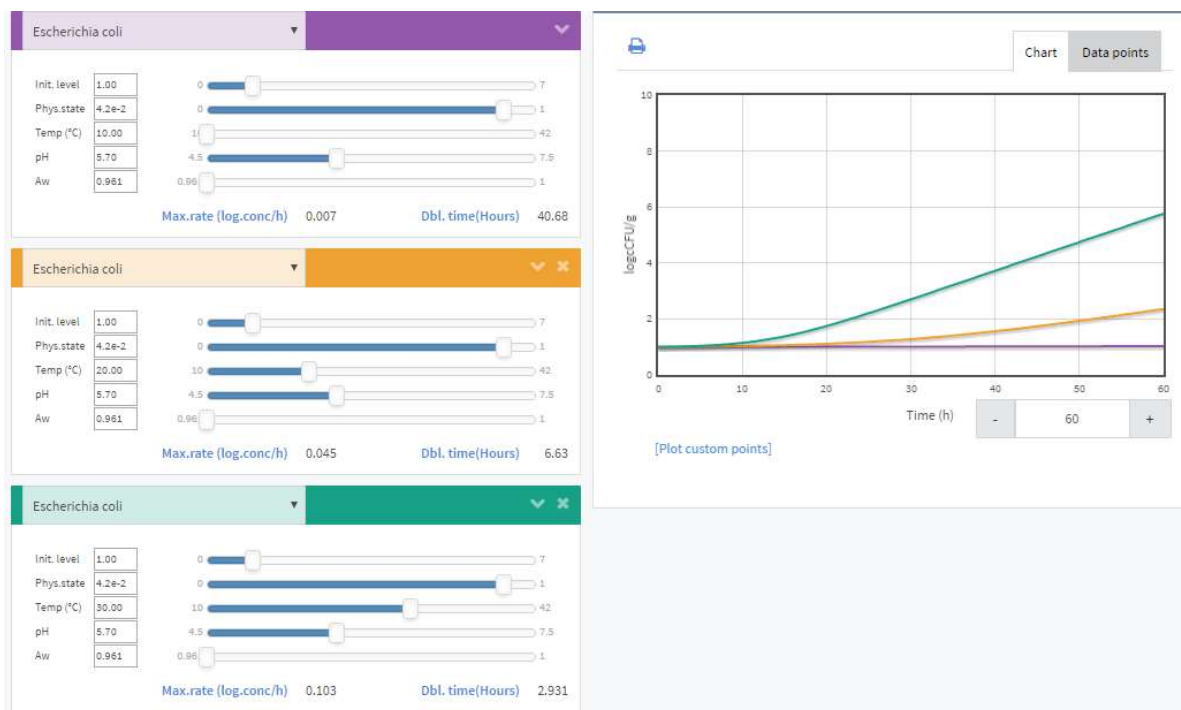 Escherichia coli ▼
Init. level 1.00 0 7
Phys.state 4.2e-2 0 1
Temp (°C) 10.00 42
pH 5.70 4.5 7.5
Aw 0.961 0.96 1
Max.rate (log.conc/h) 0.007 Dbl. time(Hours) 40.68
Escherichia coli ▼
Init. level 1.00 0 7
Phys.state 4.2e-2 0 1
Temp (°C) 20.00 10 42
pH 5.70 4.5 7.5
Aw 0.961 0.96 1
Max.rate (log.conc/h) 0.045 Dbl. time(Hours) 6.63
Escherichia coli ▼
Init. level 1.00 0 7
Phys.state 4.2e-2 0 1
Temp (°C) 30.00 10 42
pH 5.70 4.5 7.5
Aw 0.961 0.96 1
Max.rate (log.conc/h) 0.103 Dbl. time(Hours) 2.931
Chart Data points
10
8
6
4
2
0
logcCFU/g
0 10 20 30 40 50 60
Time (h) - 60 +
[Plot custom points]